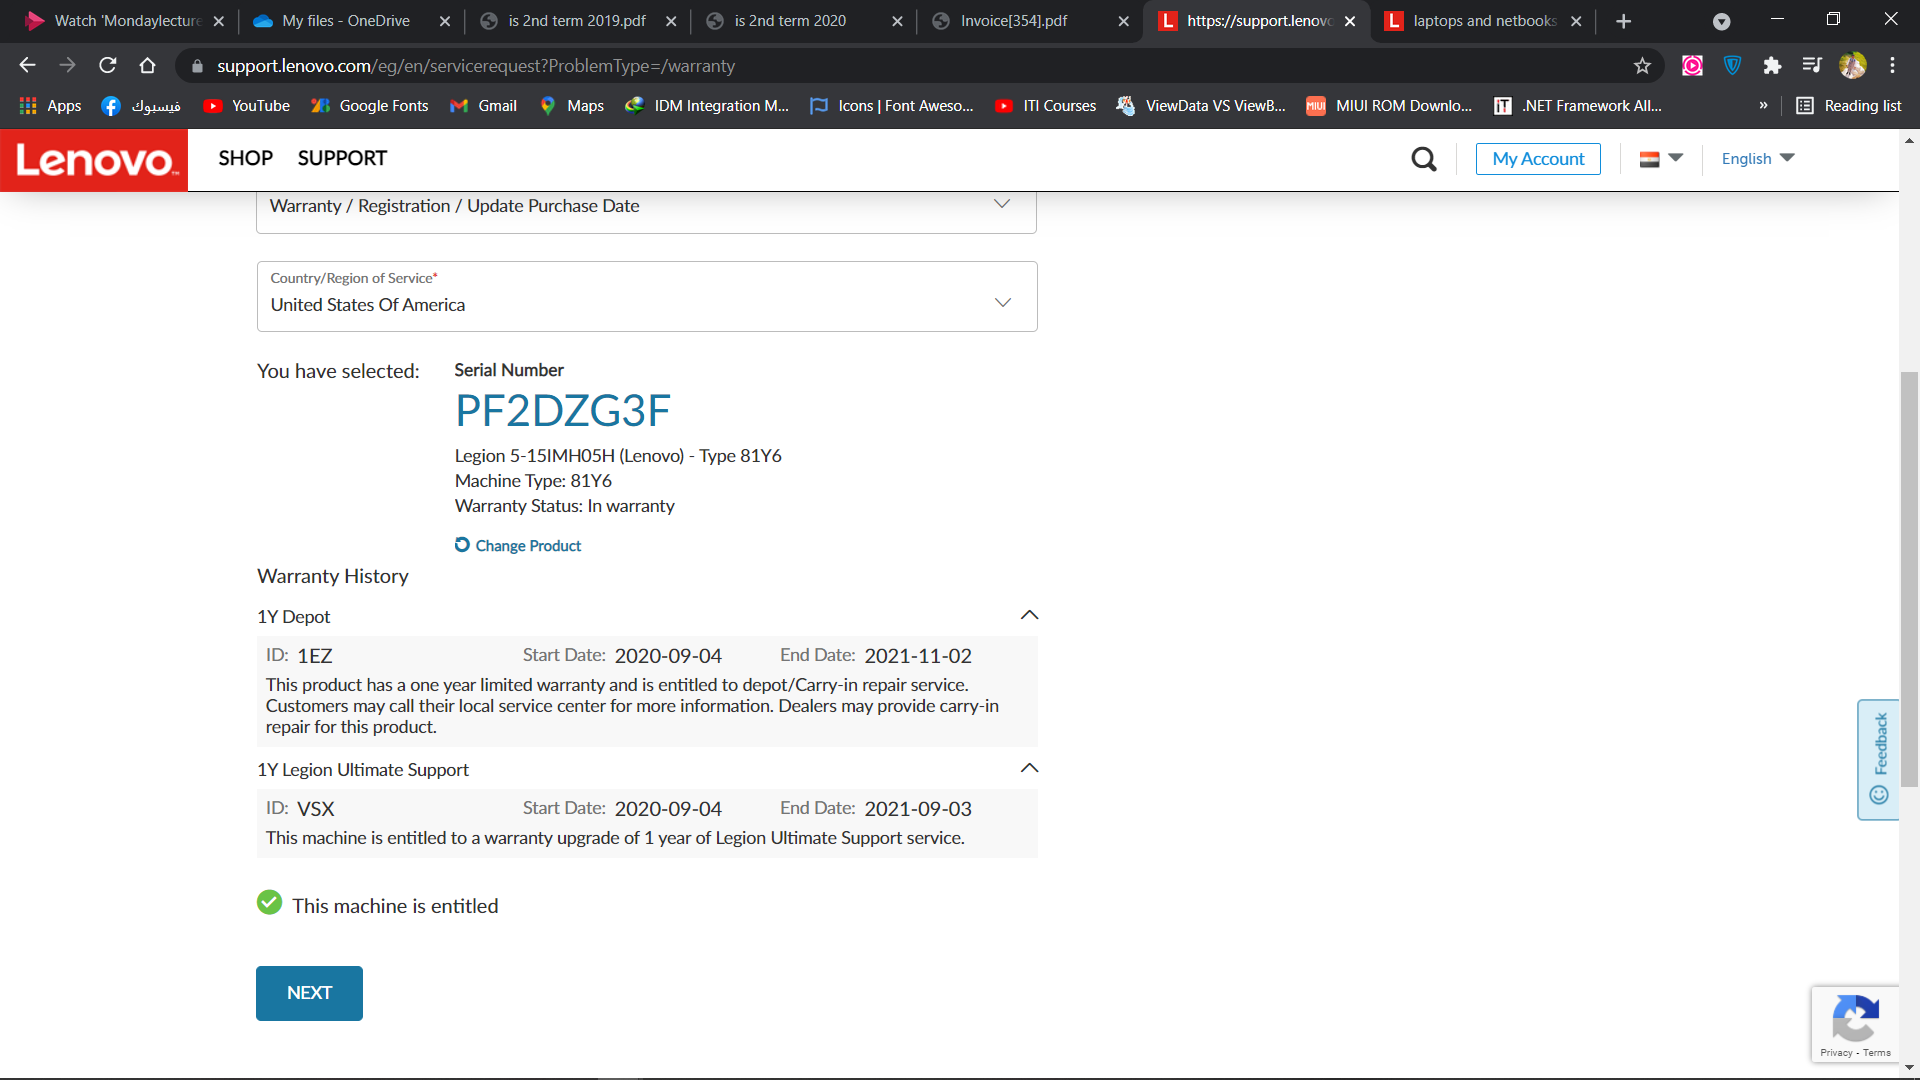 Watch 'Mondaylecture
My files - OneDrive
is 2nd term 2019.pdf
is 2nd term 2020
Invoice[354].pdf
https://support.lenovo
laptops and netbooks
support.lenovo.com/eg/en/servicerequest?ProblemType=/warranty
Apps
فيسبوك
YouTube
Google Fonts
Gmail
Maps
IDM Integration M...
Icons | Font Aweso...
ITI Courses
ViewData VS ViewB...
MIUI ROM Downlo...
.NET Framework All...
»
Reading list
Lenovo™
SHOP
SUPPORT
My Account
English
Warranty / Registration / Update Purchase Date
Country/Region of Service*
United States Of America
You have selected:
Serial Number
PF2DZG3F
Legion 5-15IMH05H (Lenovo) - Type 81Y6
Machine Type: 81Y6
Warranty Status: In warranty
Change Product
Warranty History
1Y Depot
ID: 1EZ Start Date: 2020-09-04 End Date: 2021-11-02
This product has a one year limited warranty and is entitled to depot/Carry-in repair service.
Customers may call their local service center for more information. Dealers may provide carry-in
repair for this product.
1Y Legion Ultimate Support
ID: VSX Start Date: 2020-09-04 End Date: 2021-09-03
This machine is entitled to a warranty upgrade of 1 year of Legion Ultimate Support service.
This machine is entitled
NEXT
Feedback
Privacy - Terms